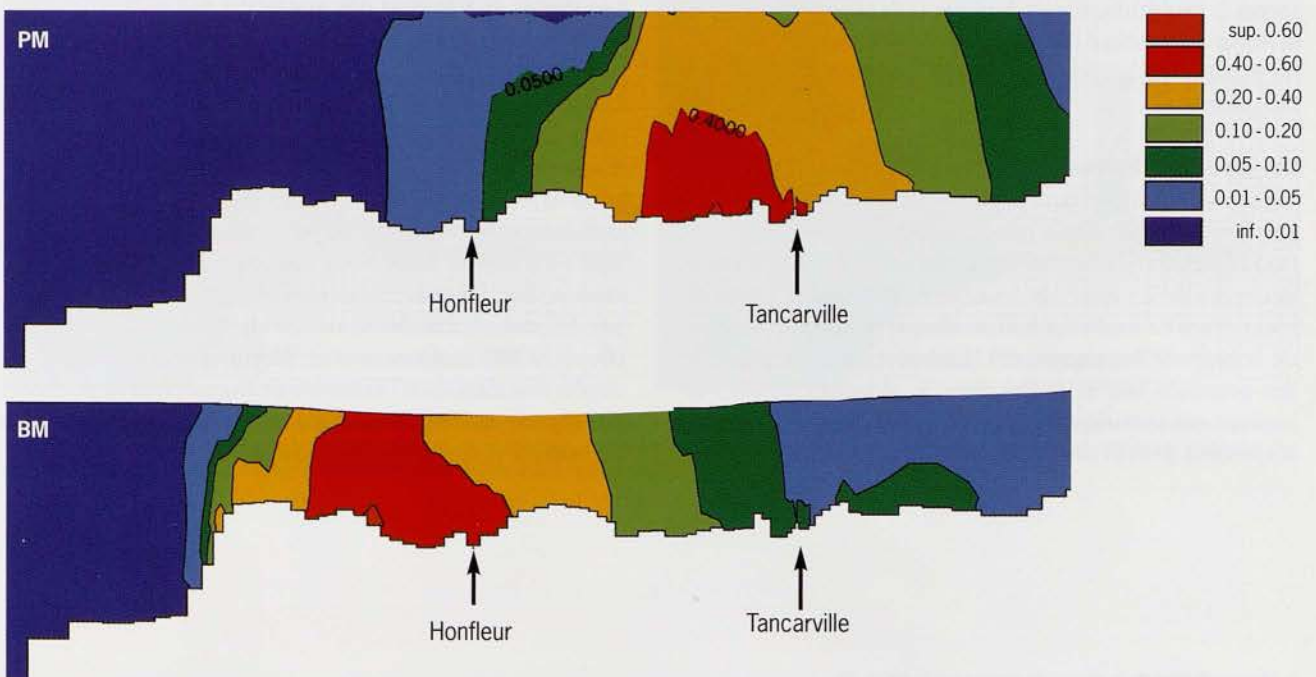 PM
0.0500
0.4000
Honfleur
Tancarville
sup. 0.60
0.40 - 0.60
0.20 - 0.40
0.10 - 0.20
0.05 - 0.10
0.01 - 0.05
inf. 0.01
BM
Honfleur
Tancarville